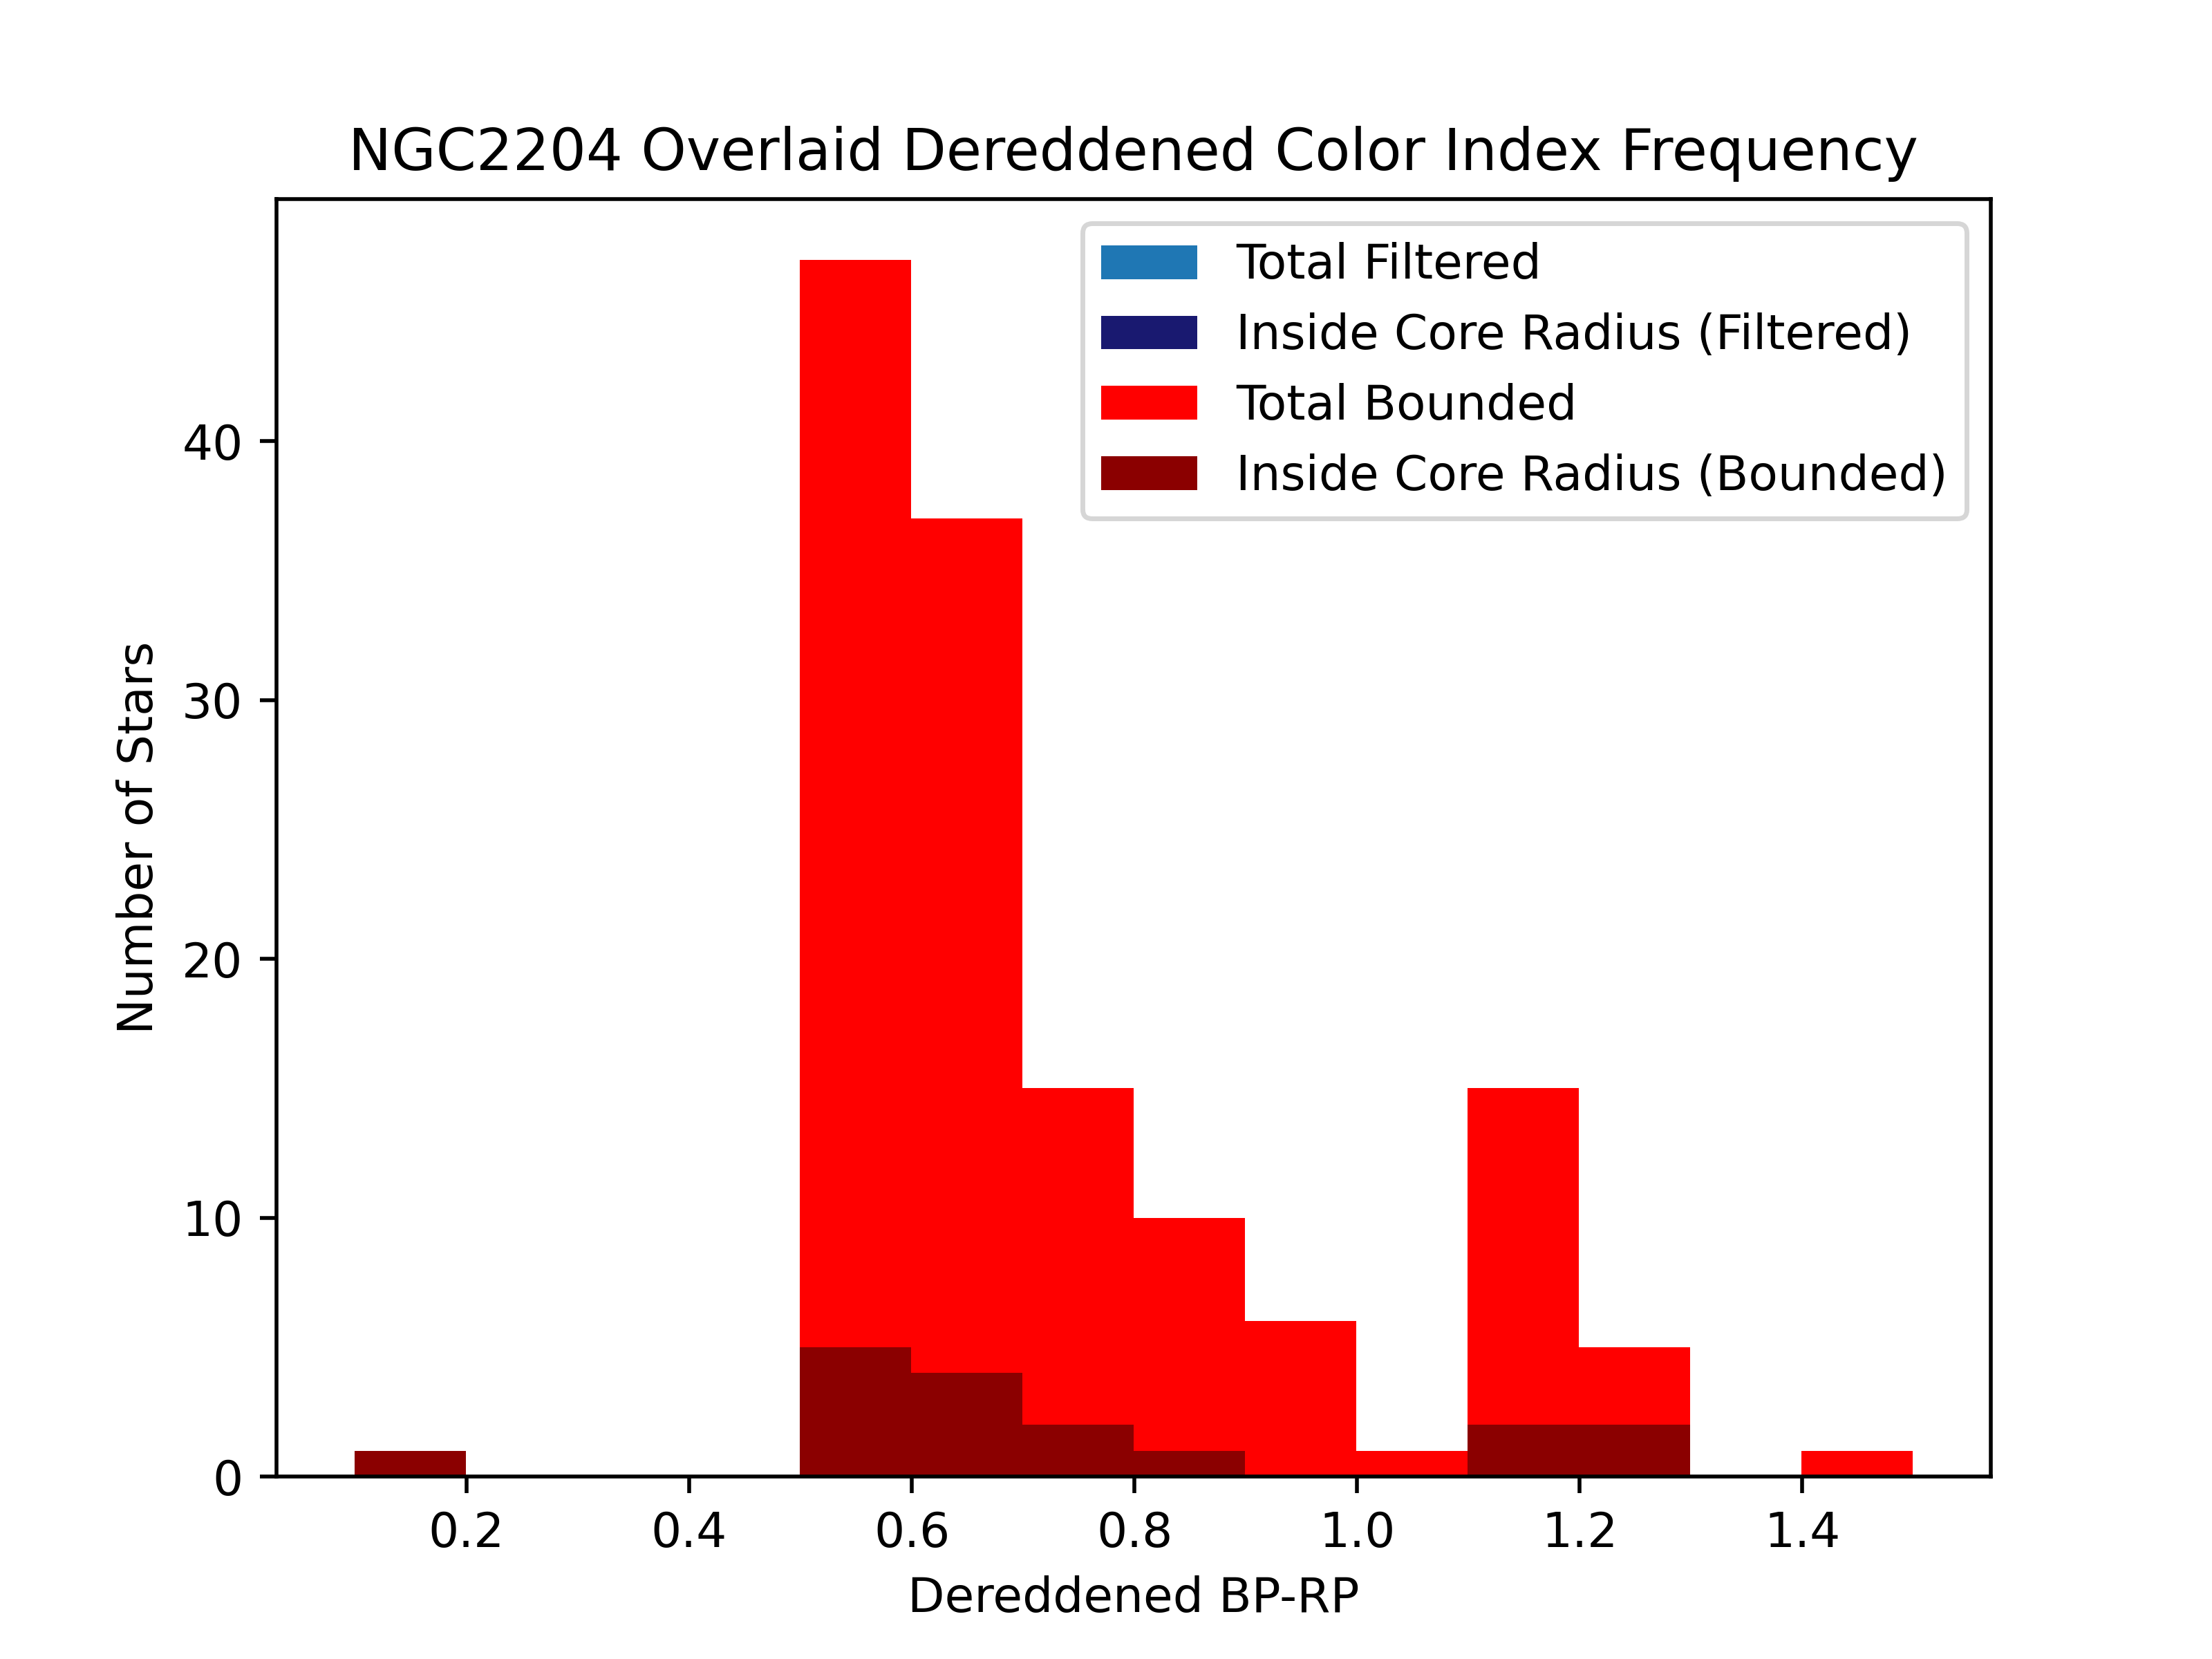 NGC2204 Overlaid Dereddened Color Index Frequency
Total Filtered
Inside Core Radius (Filtered)
Total Bounded
Inside Core Radius (Bounded)
Number of Stars
40
30
20
10
0
0.2 0.4 0.6 0.8 1.0 1.2 1.4
Dereddened BP-RP